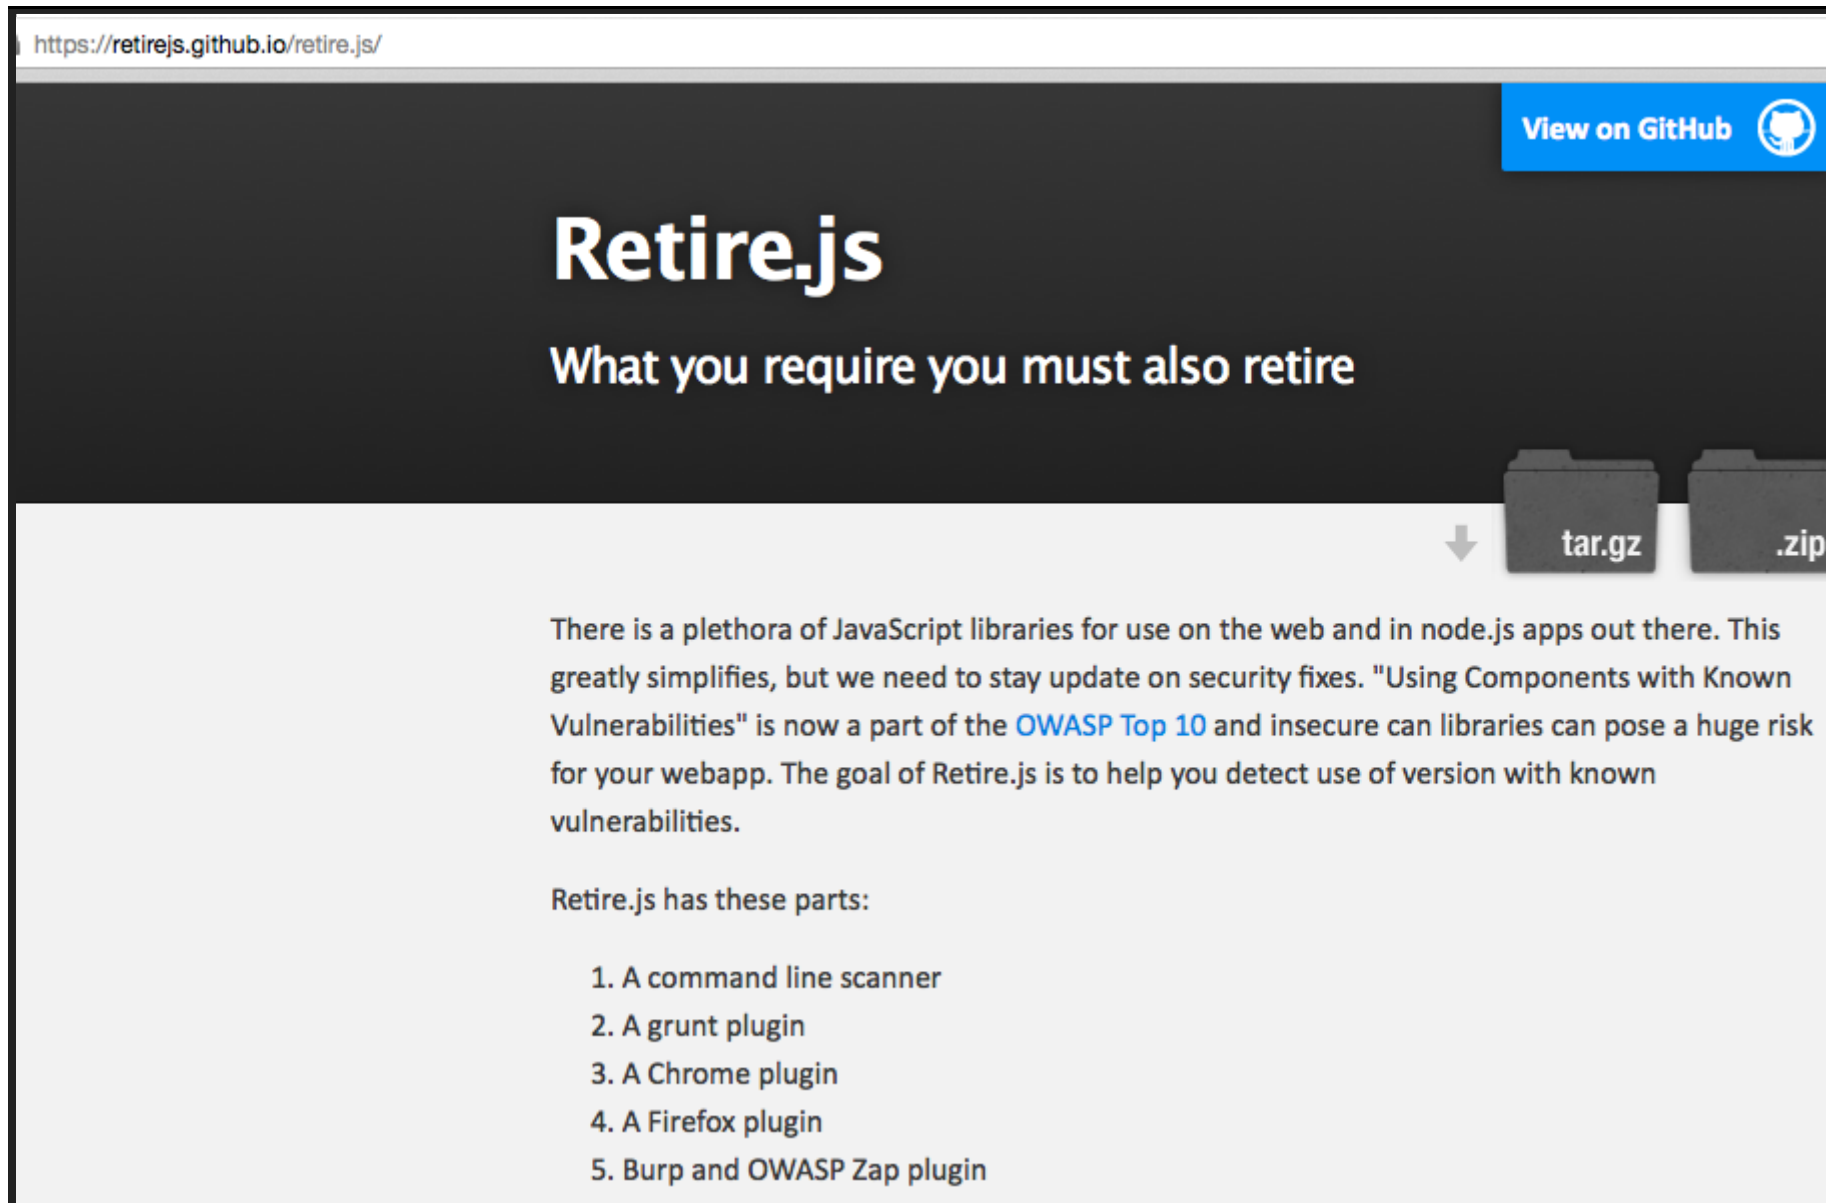 https://retirejs.github.io/retire.js/
View on GitHub
Retire.js
What you require you must also retire
tar.gz
.zip
There is a plethora of JavaScript libraries for use on the web and in node.js apps out there. This
greatly simplifies, but we need to stay update on security fixes. "Using Components with Known
Vulnerabilities" is now a part of the OWASP Top 10 and insecure can libraries can pose a huge risk
for your webapp. The goal of Retire.js is to help you detect use of version with known
vulnerabilities.
Retire.js has these parts:
1. A command line scanner
2. A grunt plugin
3. A Chrome plugin
4. A Firefox plugin
5. Burp and OWASP Zap plugin